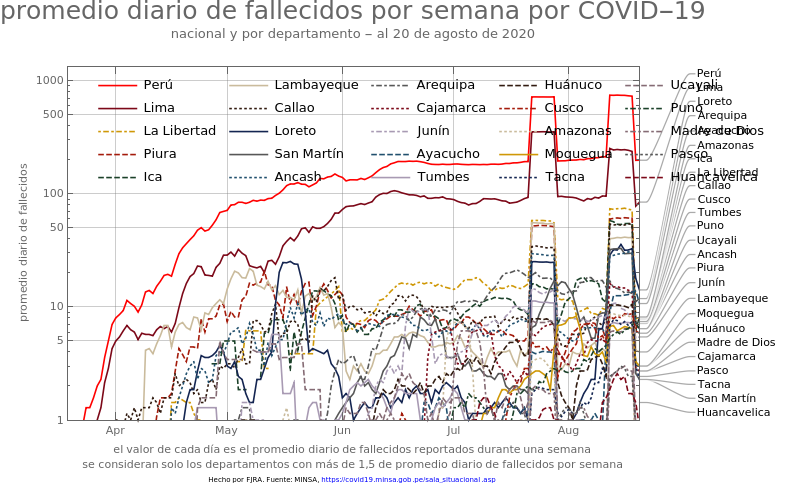 promedio diario de fallecidos por semana por COVID−19
nacional y por departamento − al 20 de agosto de 2020
promedio diario de fallecidos
1000
500
100
50
10
5
1
Apr May Jun Jul Aug
Perú Lambayeque Arequipa Huánuco Ucayali
Lima Callao Cajamarca Cusco Puno
La Libertad Loreto Junín Amazonas Madre de Dios
Piura San Martín Ayacucho Moquegua Pasco
Ica Ancash Tumbes Tacna Huancavelica
Perú
Lima
Loreto
Arequipa
Ayacucho
Amazonas
Ica
La Libertad
Callao
Cusco
Tumbes
Puno
Ucayali
Ancash
Piura
Junín
Lambayeque
Moquegua
Huánuco
Madre de Dios
Cajamarca
Pasco
Tacna
San Martín
Huancavelica
el valor de cada día es el promedio diario de fallecidos reportados durante una semana
se consideran solo los departamentos con más de 1,5 de promedio diario de fallecidos por semana
Hecho por FJRA. Fuente: MINSA, https://covid19.minsa.gob.pe/sala_situacional.asp